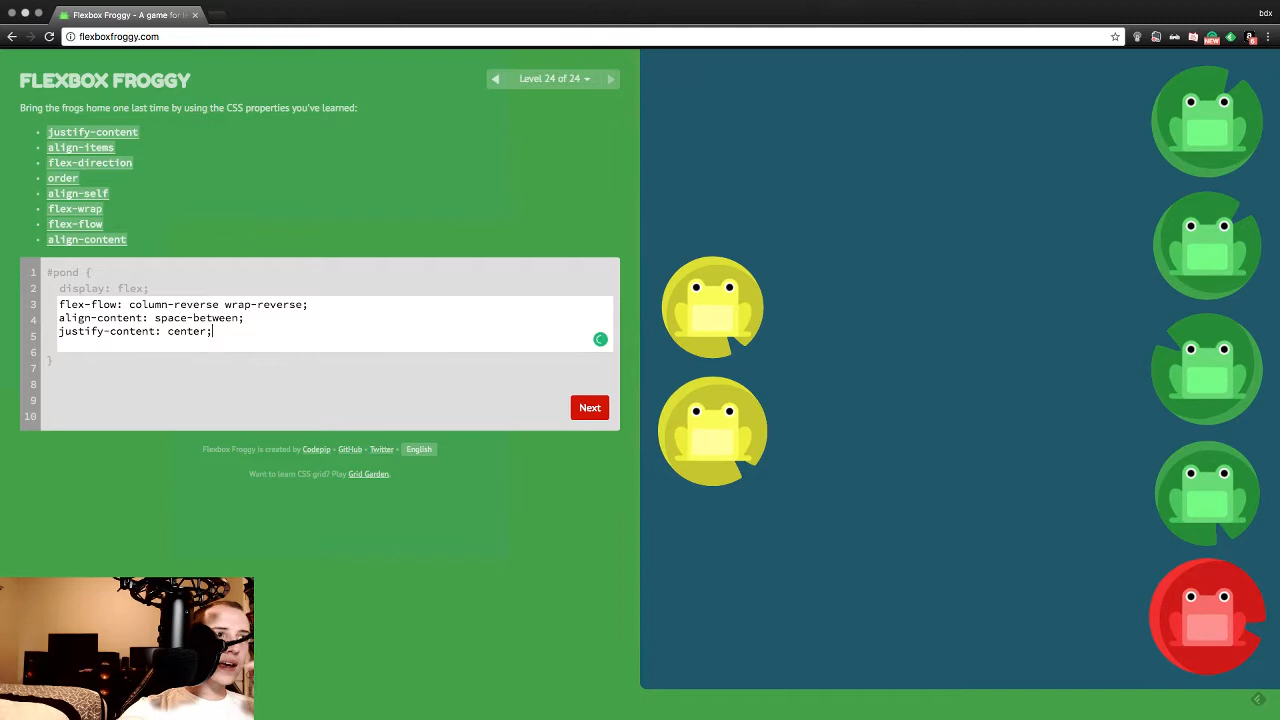 Flexbox Froggy - A game for l
bdx
flexboxfroggy.com
NEW
6
FLEXBOX FROGGY
Level 24 of 24
Bring the frogs home one last time by using the CSS properties you've learned:
justify-content
align-items
flex-direction
order
align-self
flex-wrap
flex-flow
align-content
1 #pond {
2 display: flex;
3 flex-flow: column-reverse wrap-reverse;
4 align-content: space-between;
5 justify-content: center;
6
7 }
8
9
10
Next
Flexbox Froggy is created by Codepip • GitHub • Twitter • English
Want to learn CSS grid? Play Grid Garden.